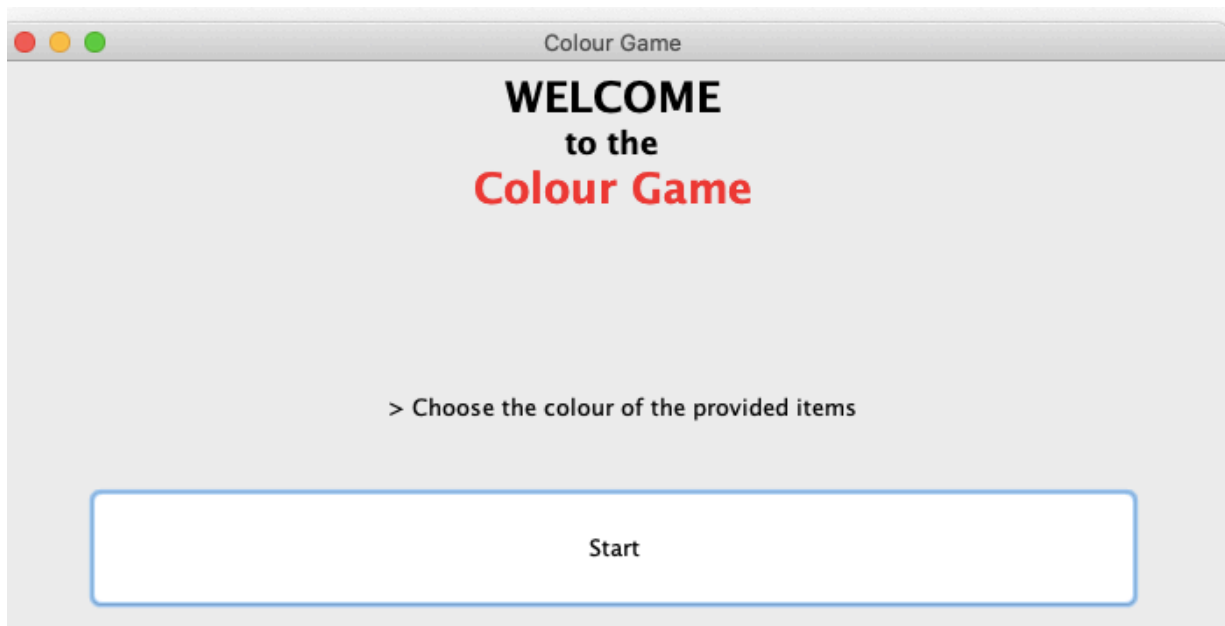 Colour Game
WELCOME
to the
Colour Game
> Choose the colour of the provided items
Start